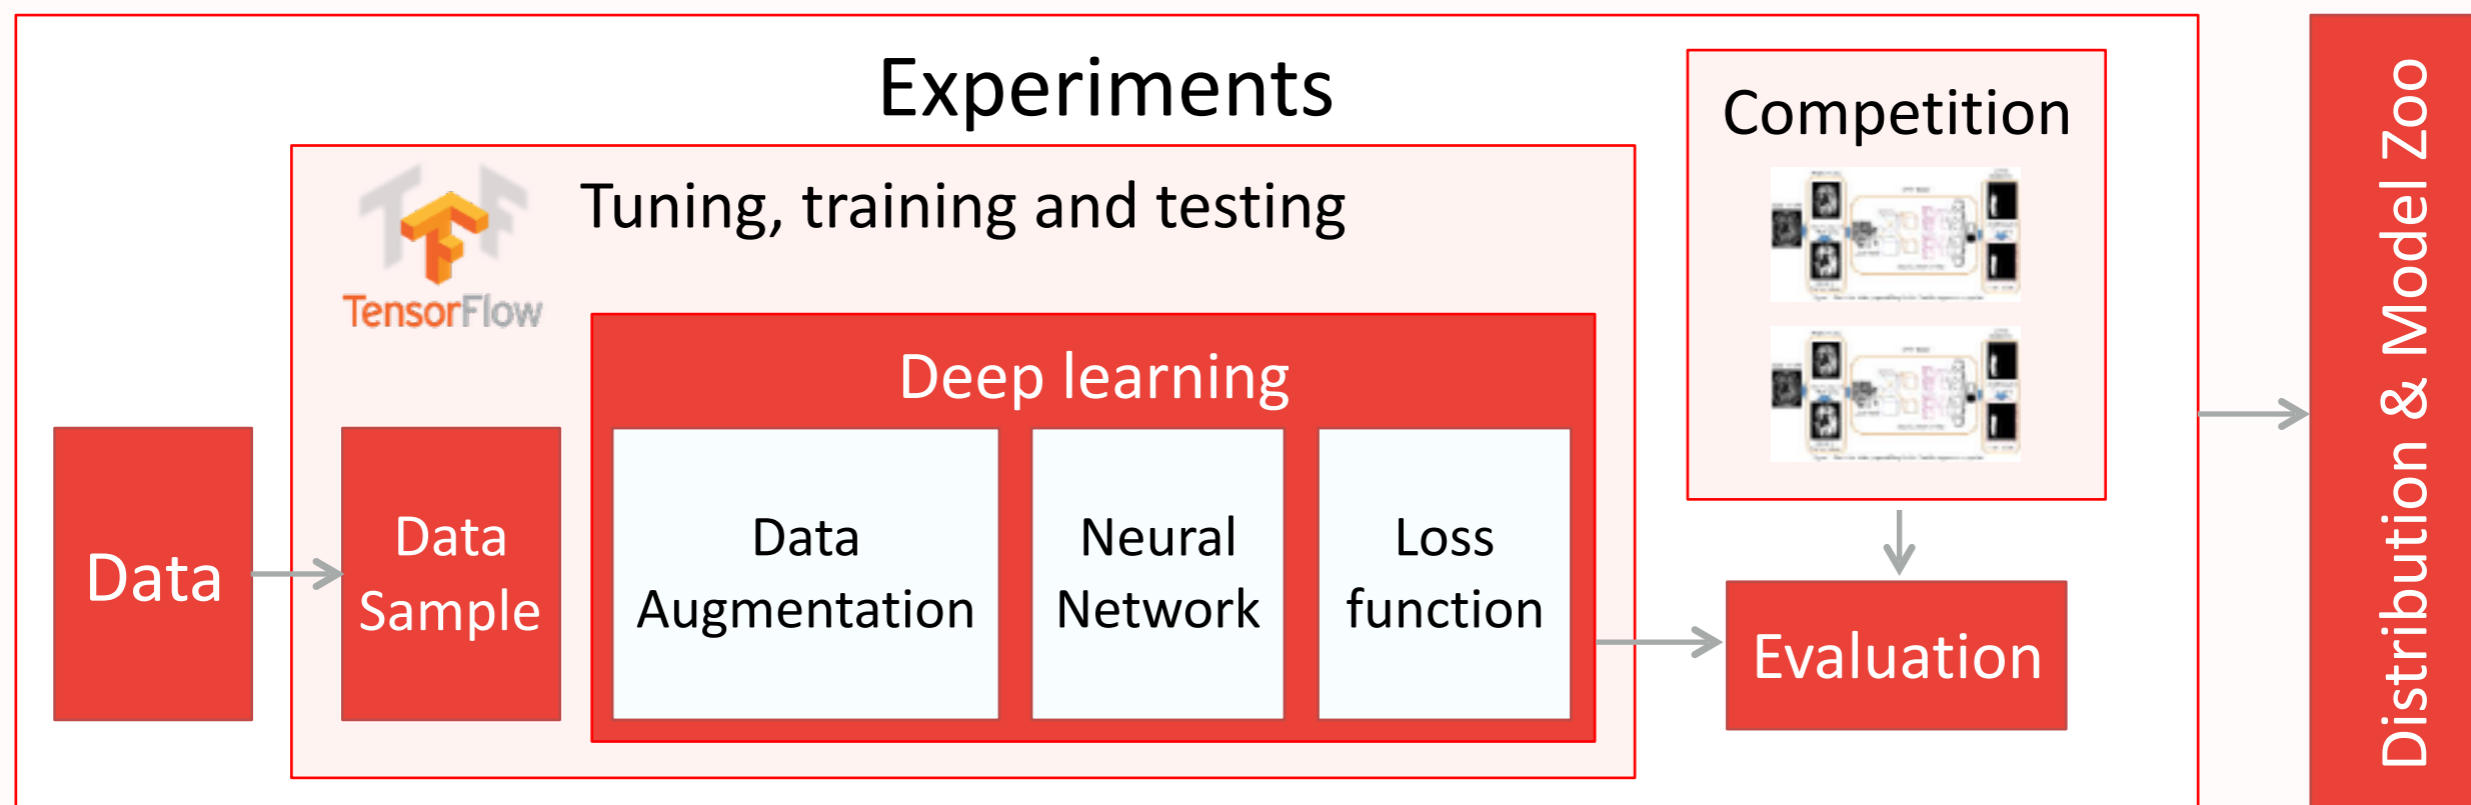 Experiments
Competition
TensorFlow
Tuning, training and testing
Deep learning
Data
Data
Sample
Data
Augmentation
Neural
Network
Loss
function
Evaluation
Distribution & Model Zoo